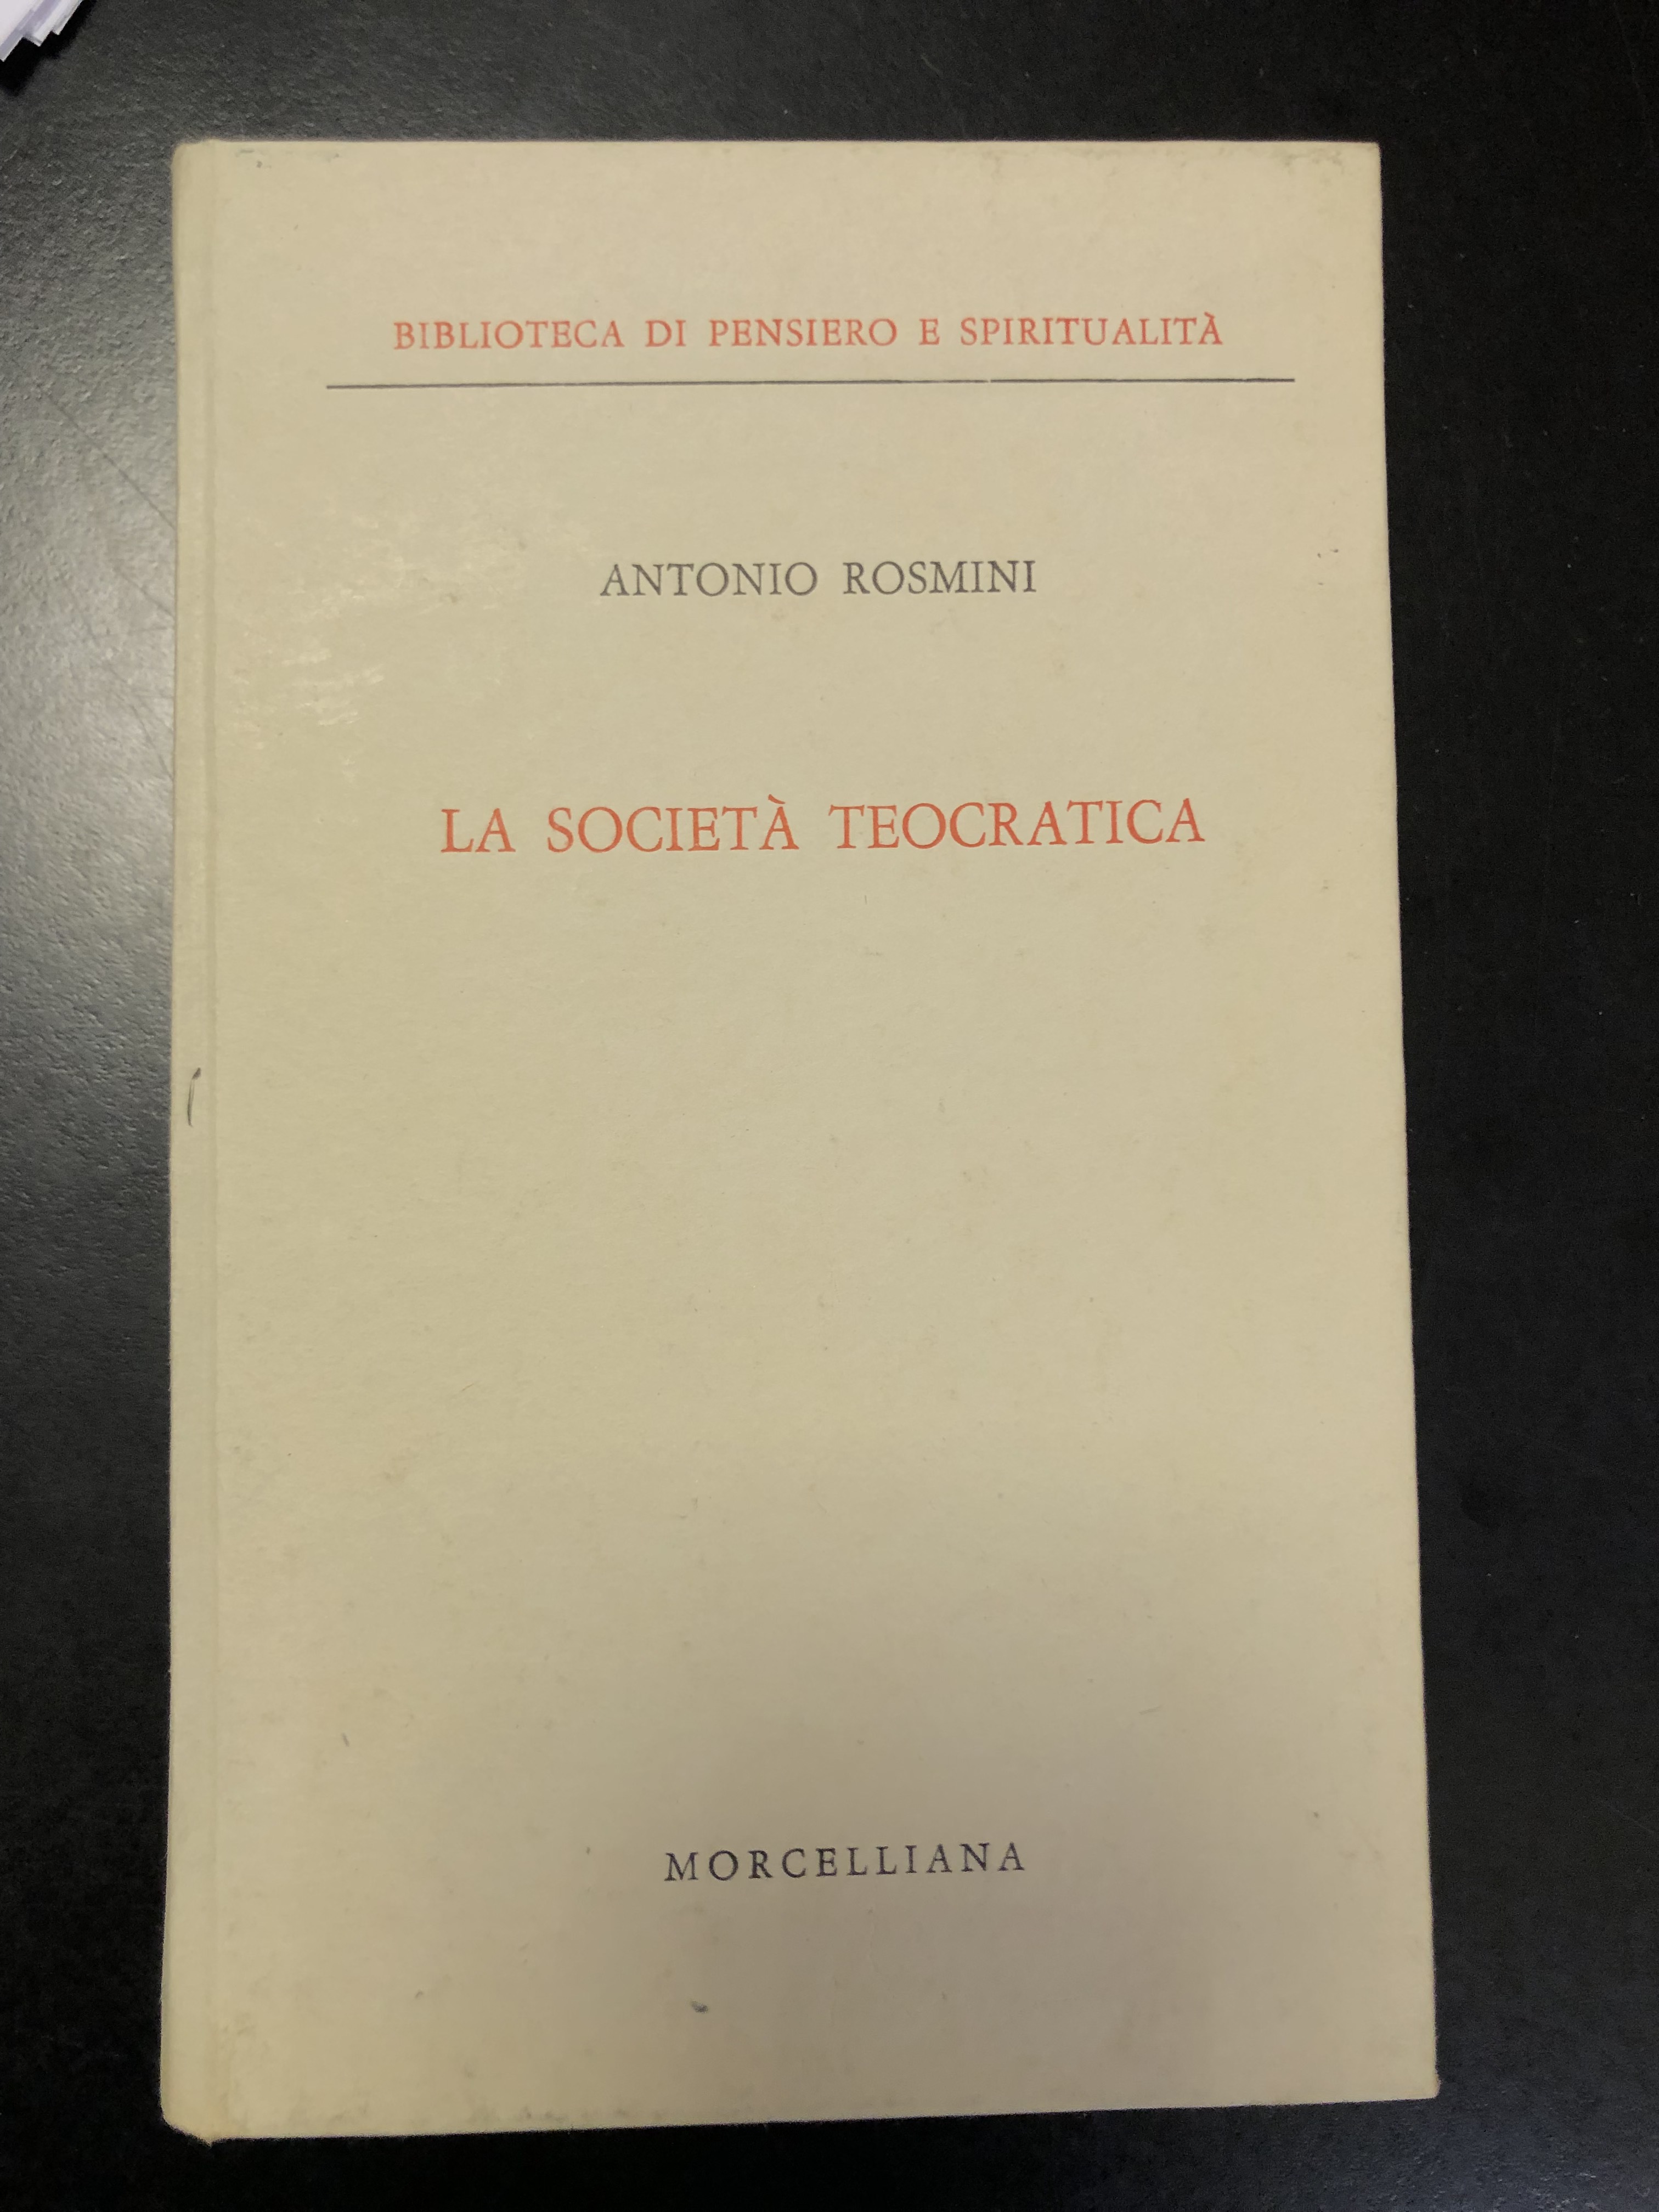 BIBLIOTECA DI PENSIERO E SPIRITUALITÀ
ANTONIO ROSMINI
LA SOCIETÀ TEOCRATICA
MORCELLIANA